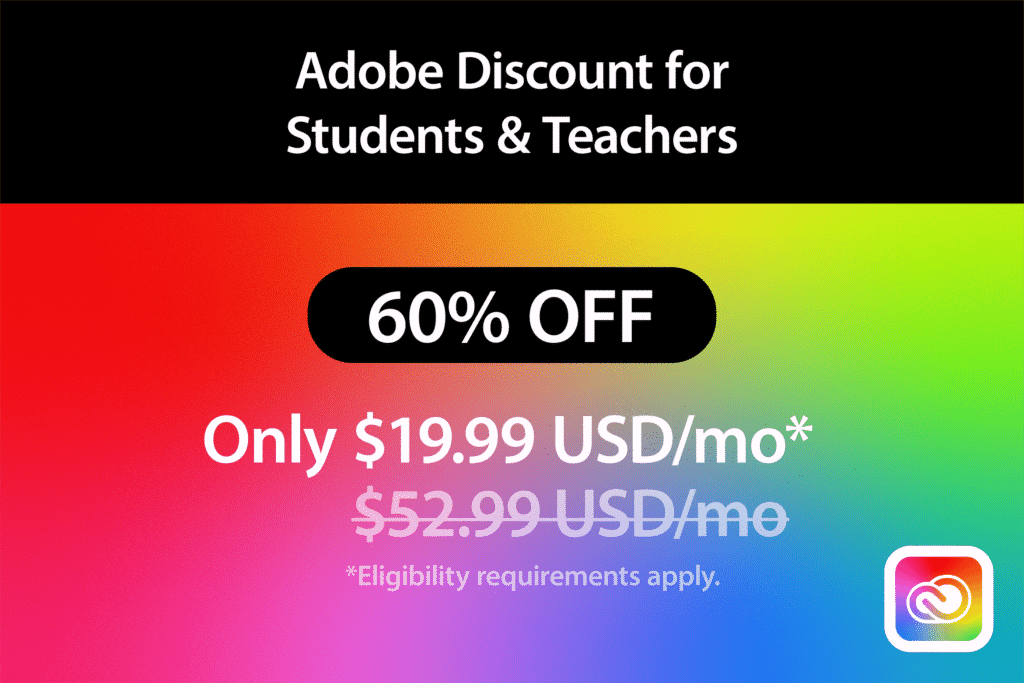 Adobe Discount for
Students & Teachers
60% OFF
Only $19.99 USD/mo*
$52.99 USD/mo
*Eligibility requirements apply.